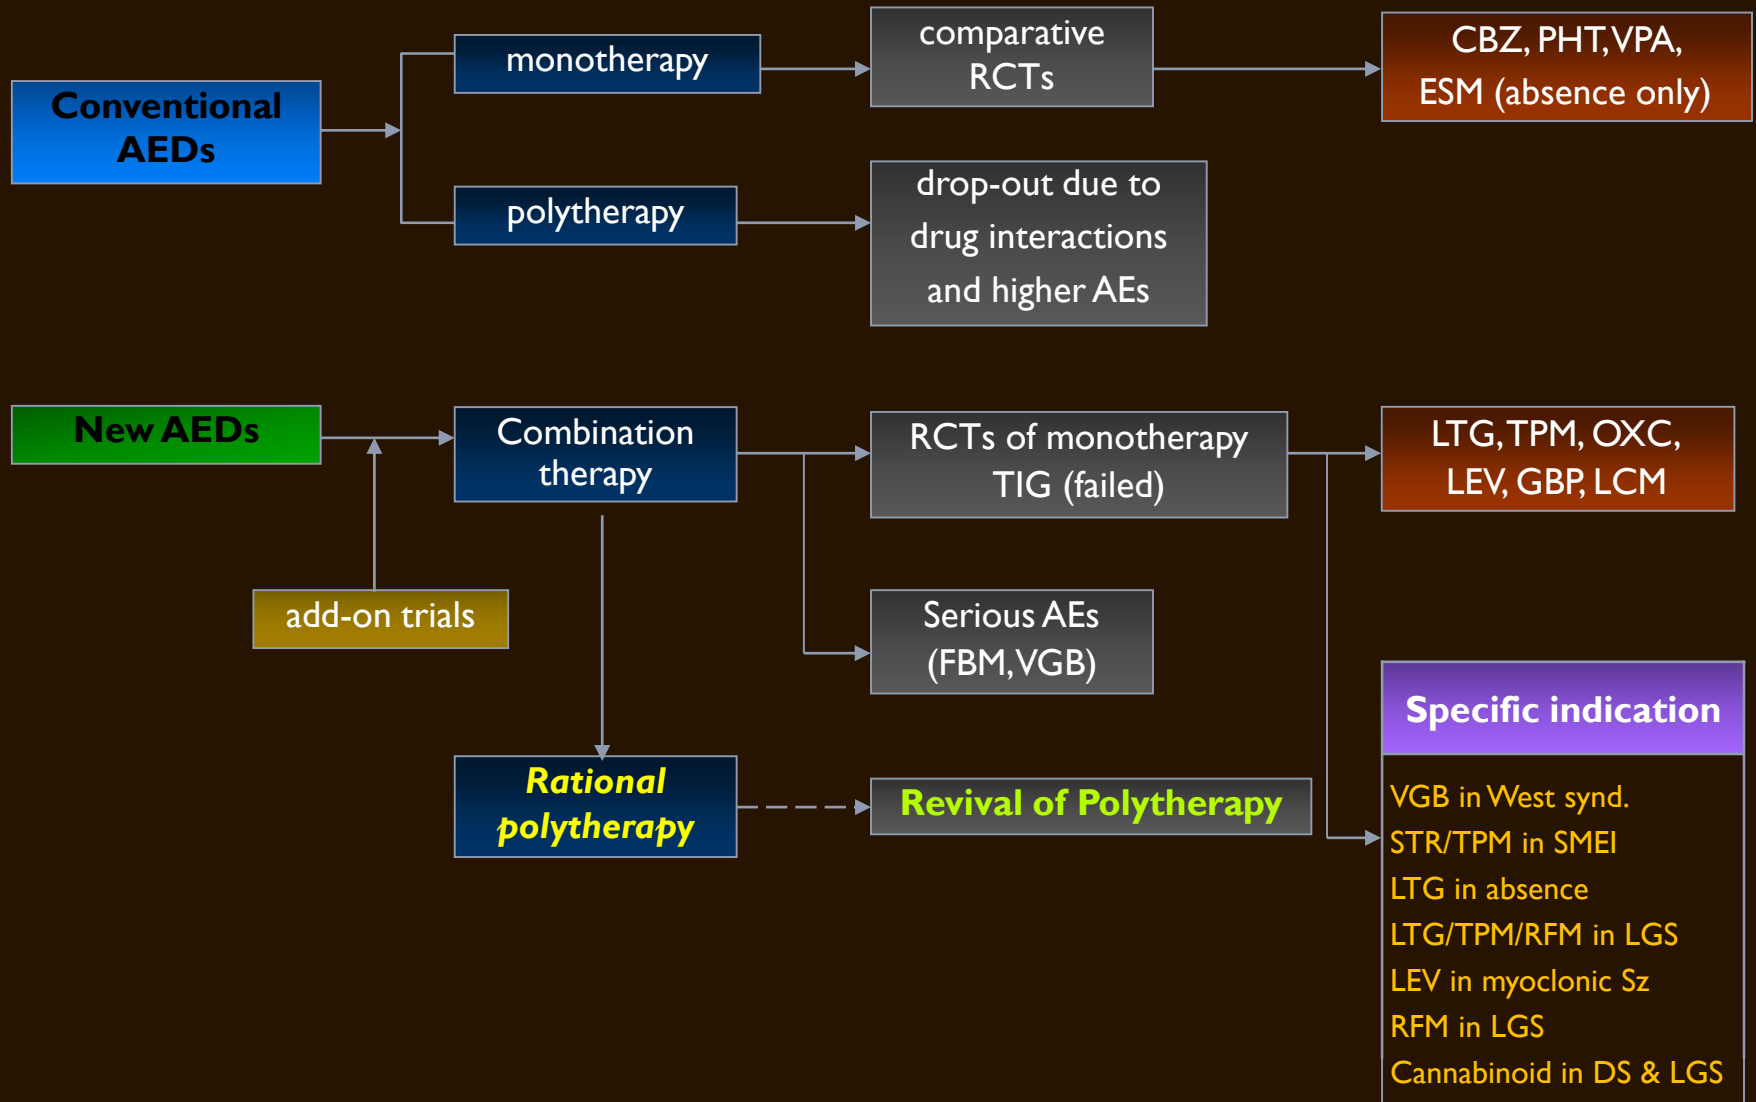 Conventional
AEDs
monotherapy
comparative
RCTs
CBZ, PHT, VPA,
ESM (absence only)
polytherapy
drop-out due to
drug interactions
and higher AEs
New AEDs
add-on trials
Combination
therapy
RCTs of monotherapy
TIG (failed)
LTG, TPM, OXC,
LEV, GBP, LCM
Serious AEs
(FBM, VGB)
Rational
polytherapy
Revival of Polytherapy
Specific indication
VGB in West synd.
STR/TPM in SMEI
LTG in absence
LTG/TPM/RFM in LGS
LEV in myoclonic Sz
RFM in LGS
Cannabinoid in DS & LGS